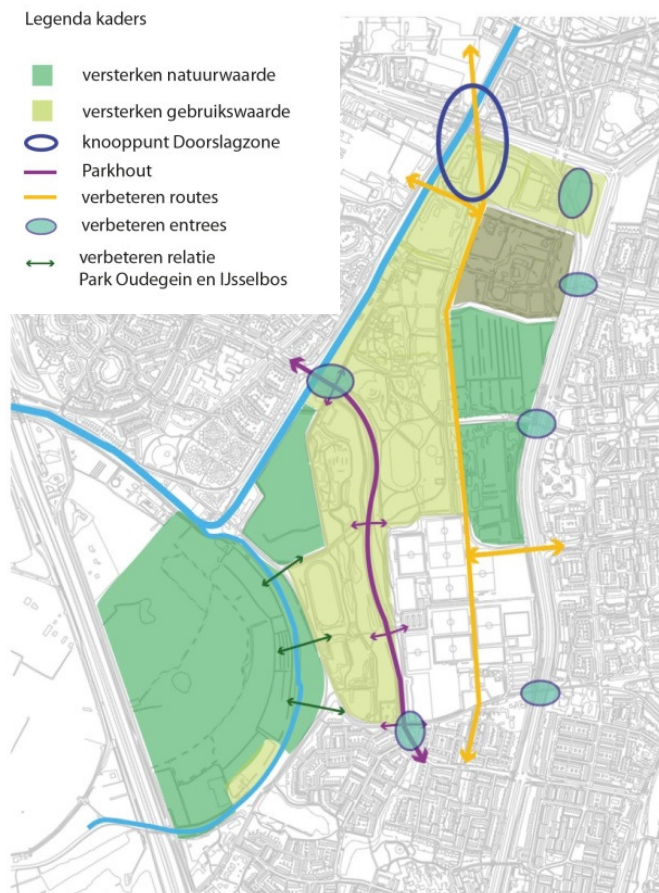 Legenda kaders
versterken natuurwaarde
versterken gebruikswaarde
knooppunt Doorslagzone
Parkhout
verbeteren routes
verbeteren entrees
verbeteren relatie
Park Oudegein en IJsselbos